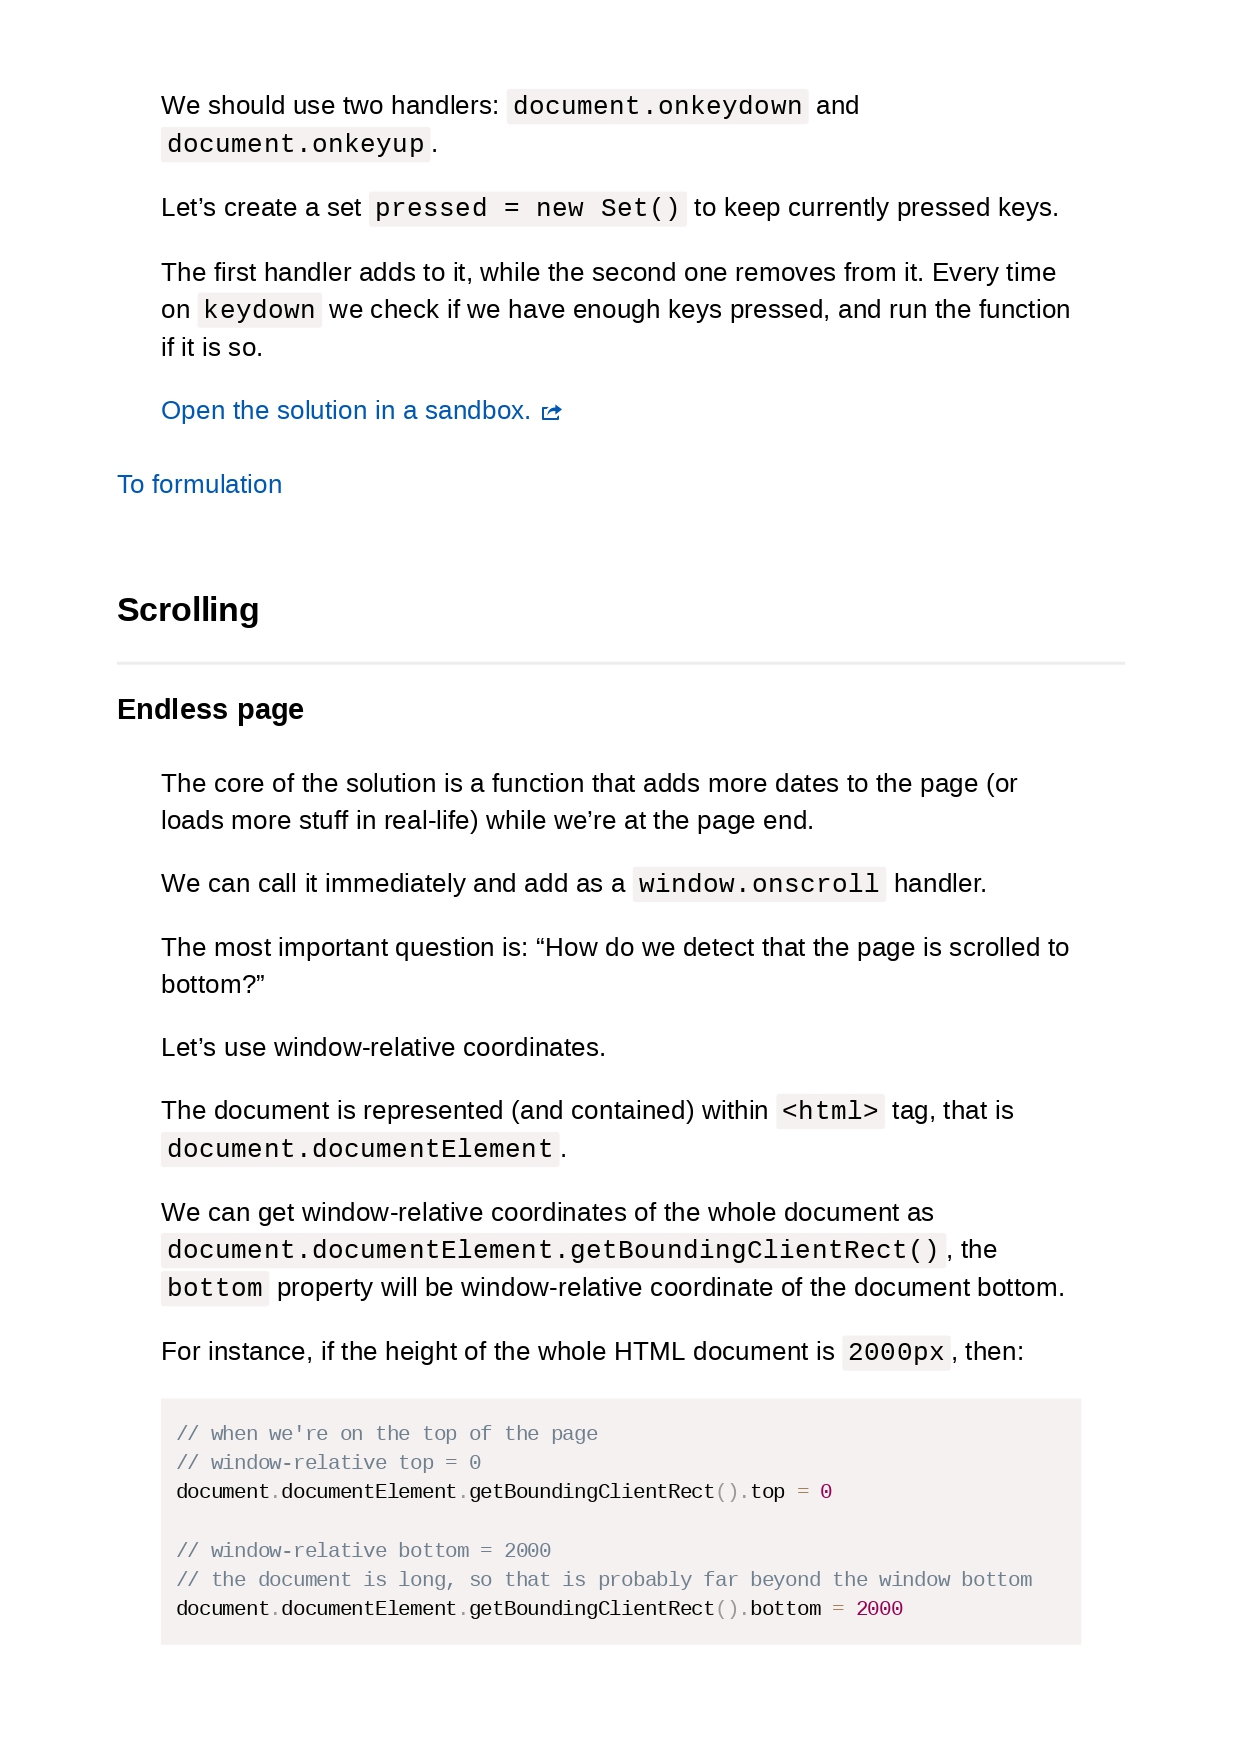 We should use two handlers: document.onkeydown and
document.onkeyup.
Let’s create a set pressed = new Set() to keep currently pressed keys.
The first handler adds to it, while the second one removes from it. Every time
on keydown we check if we have enough keys pressed, and run the function
if it is so.
Open the solution in a sandbox.
To formulation
Scrolling
Endless page
The core of the solution is a function that adds more dates to the page (or
loads more stuff in real-life) while we’re at the page end.
We can call it immediately and add as a window.onscroll handler.
The most important question is: “How do we detect that the page is scrolled to
bottom?”
Let’s use window-relative coordinates.
The document is represented (and contained) within <html> tag, that is
document.documentElement.
We can get window-relative coordinates of the whole document as
document.documentElement.getBoundingClientRect(), the
bottom property will be window-relative coordinate of the document bottom.
For instance, if the height of the whole HTML document is 2000px, then:
// when we're on the top of the page
// window-relative top = 0
document.documentElement.getBoundingClientRect().top = 0
// window-relative bottom = 2000
// the document is long, so that is probably far beyond the window bottom
document.documentElement.getBoundingClientRect().bottom = 2000